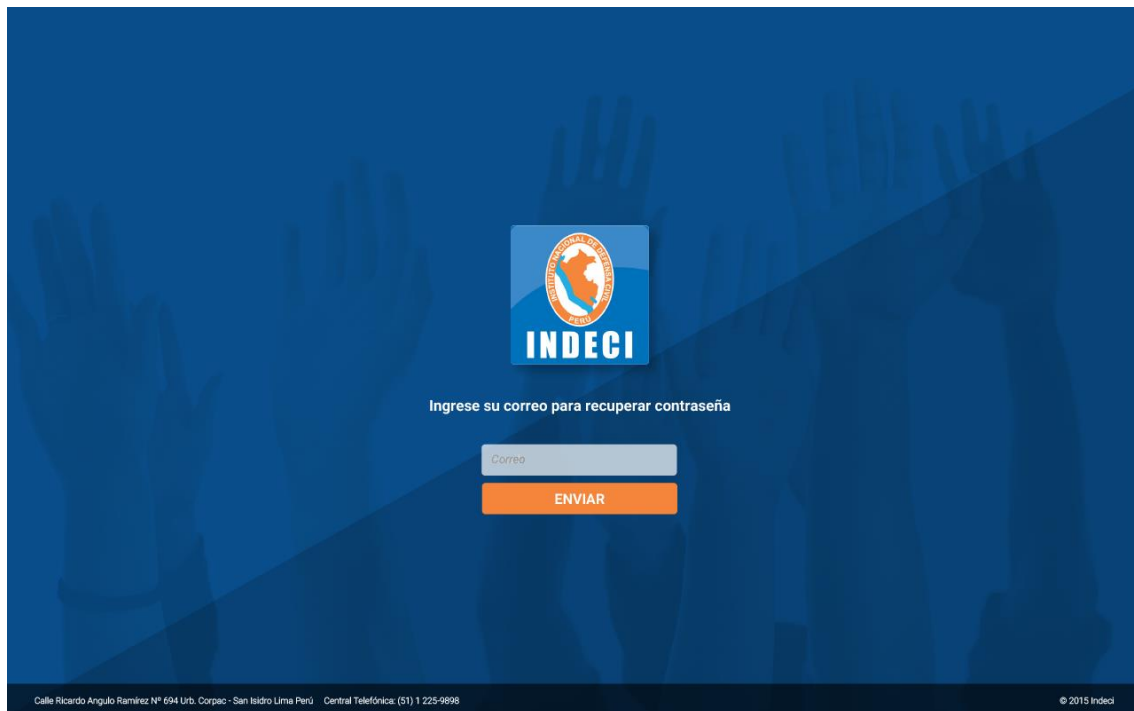 INSTITUTO NACIONAL DE DEFENSA CIVIL
PERÚ
INDECI
Ingrese su correo para recuperar contraseña
Correo
ENVIAR
Calle Ricardo Angulo Ramírez Nº 694 Urb. Corpac - San Isidro Lima Perú Central Telefónica: (51) 1 225-9898
© 2015 Indeci